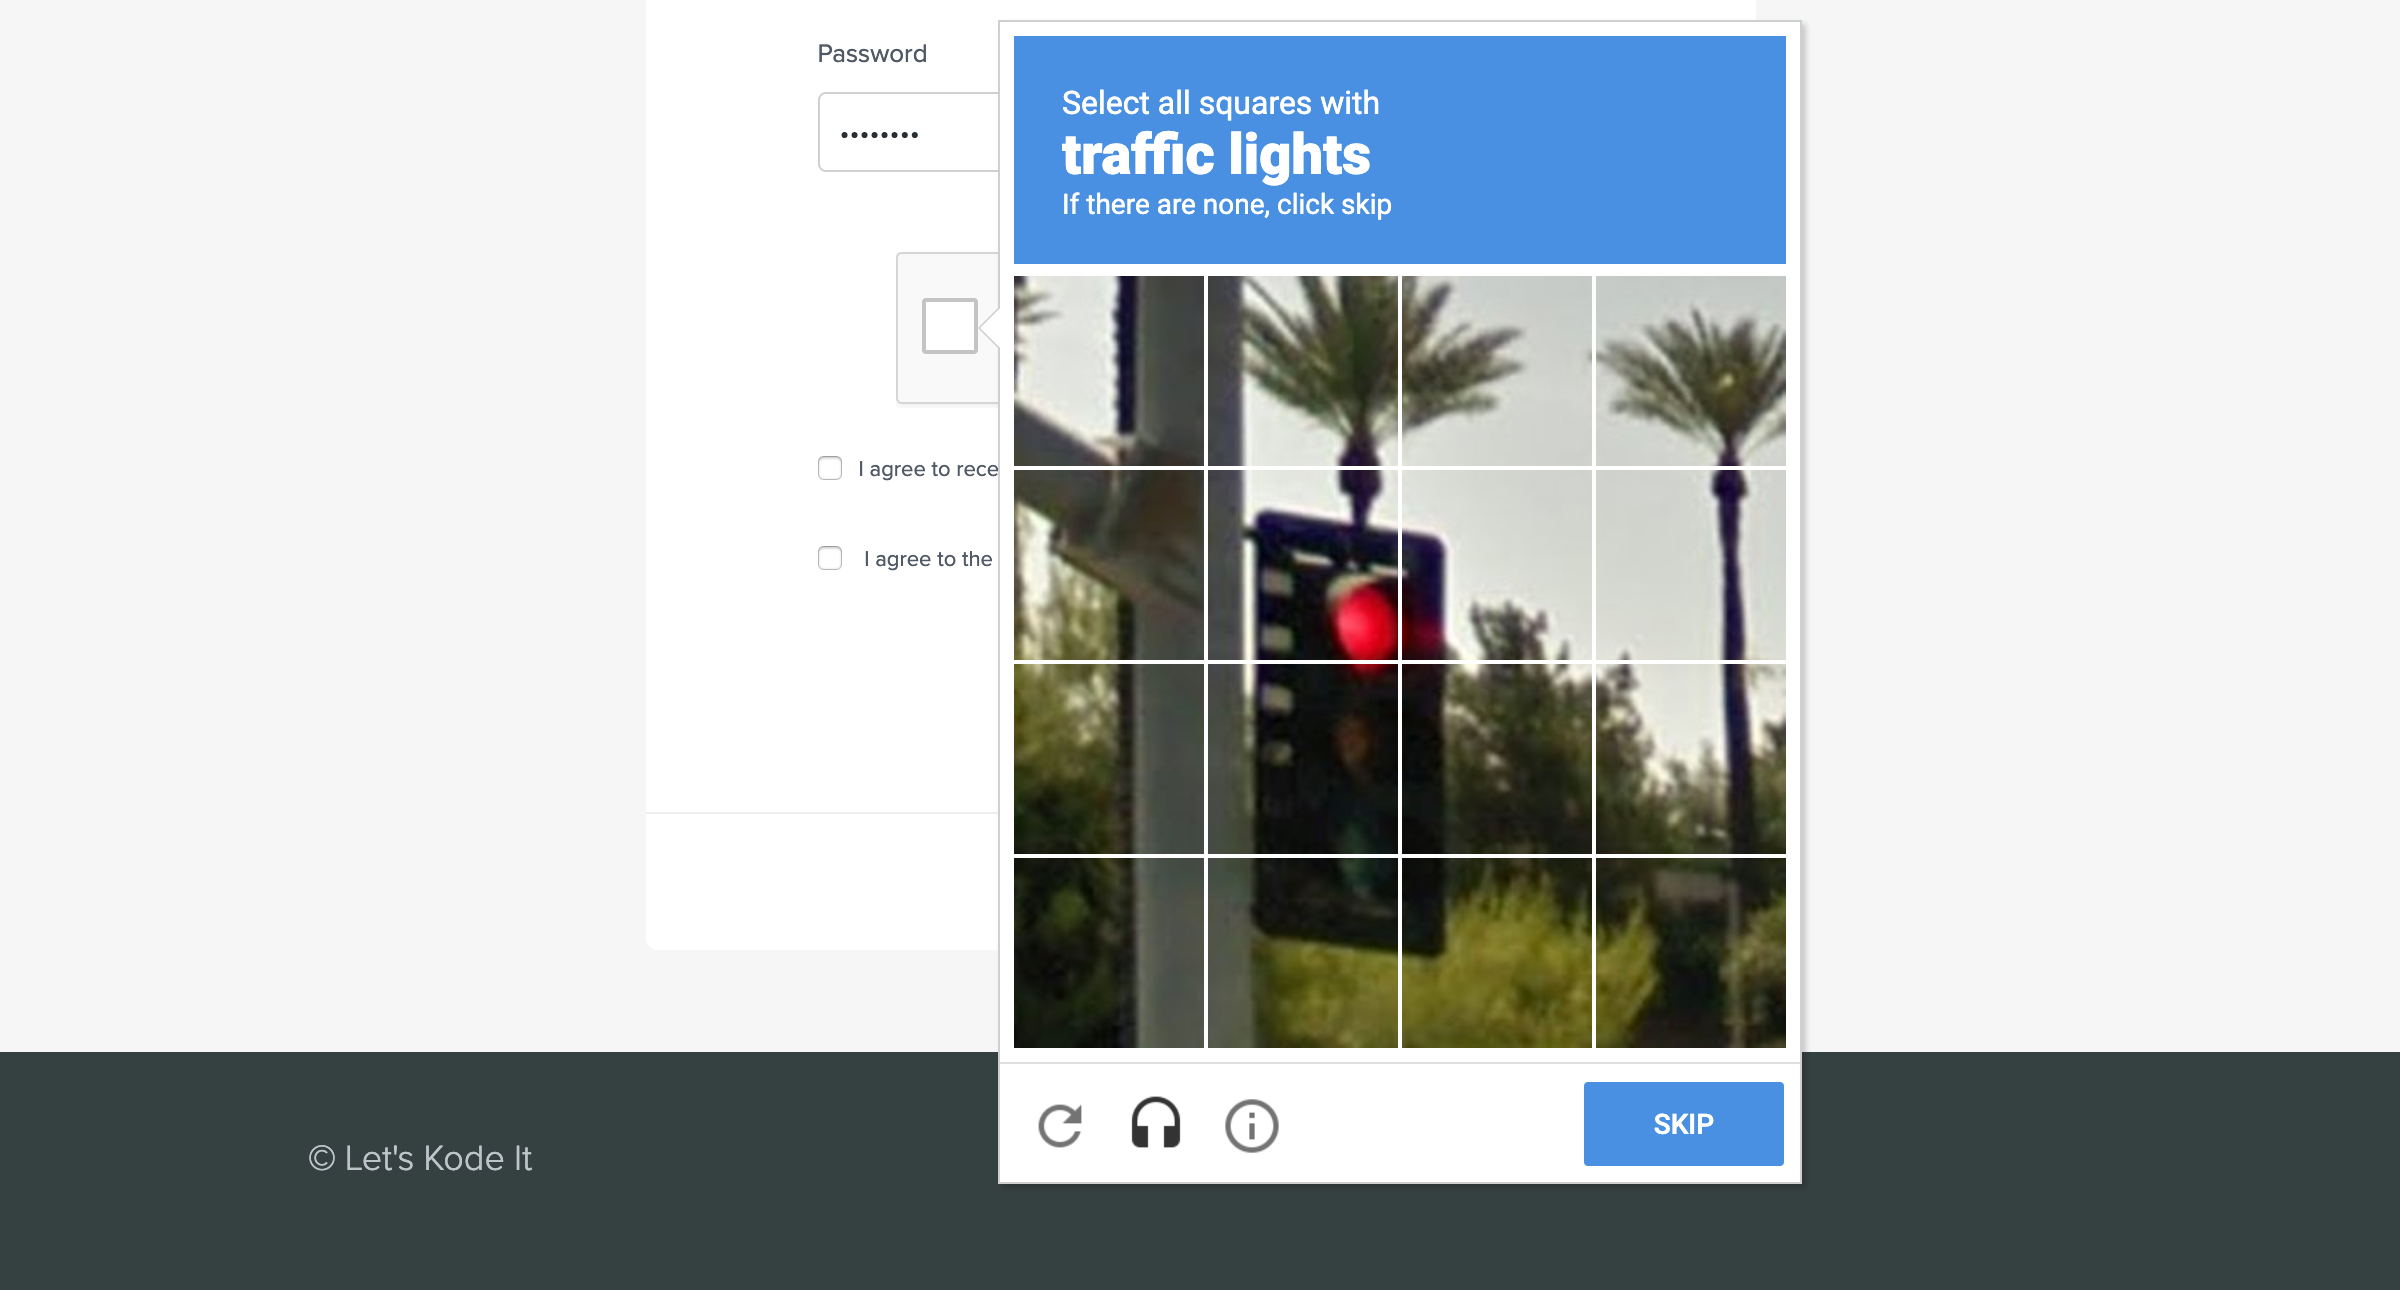 Password
••••••••
Select all squares with
traffic lights
If there are none, click skip
I agree to rece
I agree to the
SKIP
© Let's Kode It